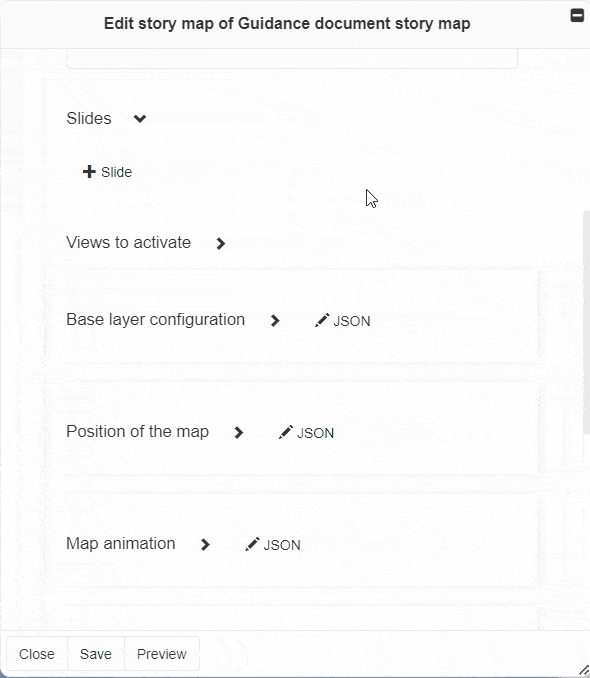 Edit story map of Guidance document story map
Slides
Slide
Views to activate
Base layer configuration JSON
Position of the map JSON
Map animation JSON
Close Save Preview